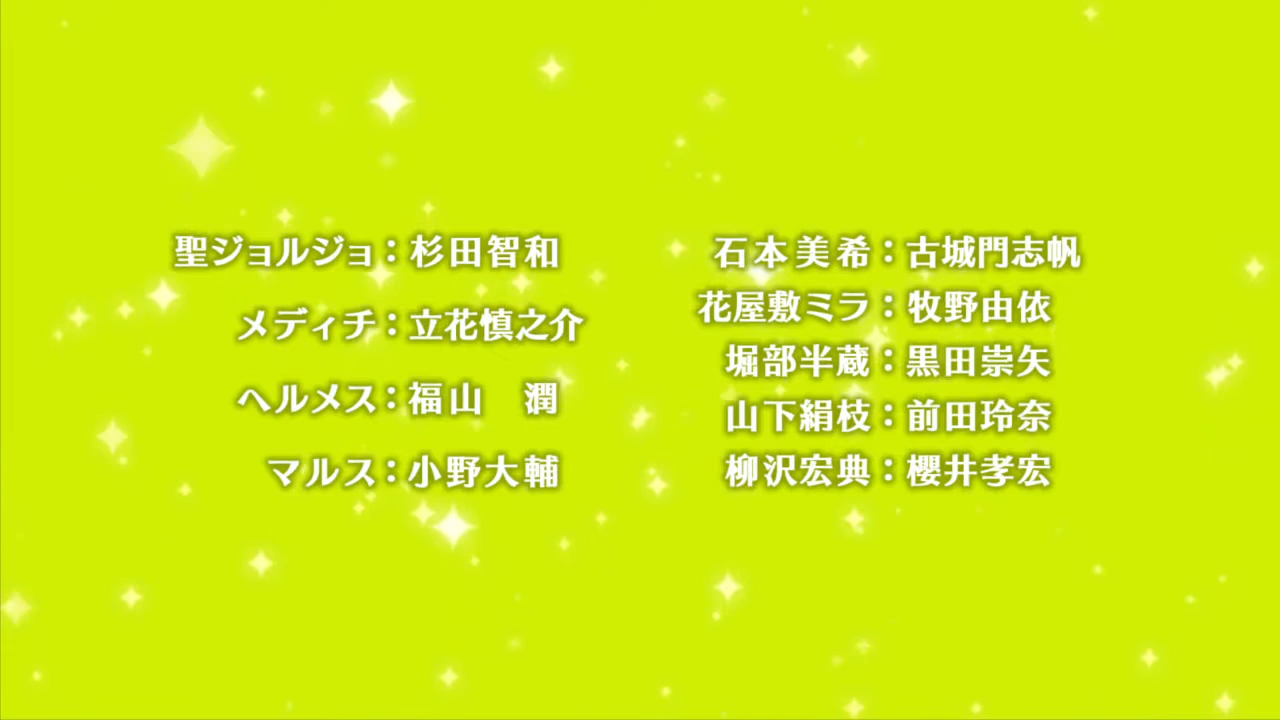 聖ジョルジョ：杉田智和
メディチ：立花慎之介
ヘルメス：福山　潤
マルス：小野大輔
石本美希：古城門志帆
花屋敷ミラ：牧野由依
堀部半蔵：黒田崇矢
山下絹枝：前田玲奈
柳沢宏典：櫻井孝宏